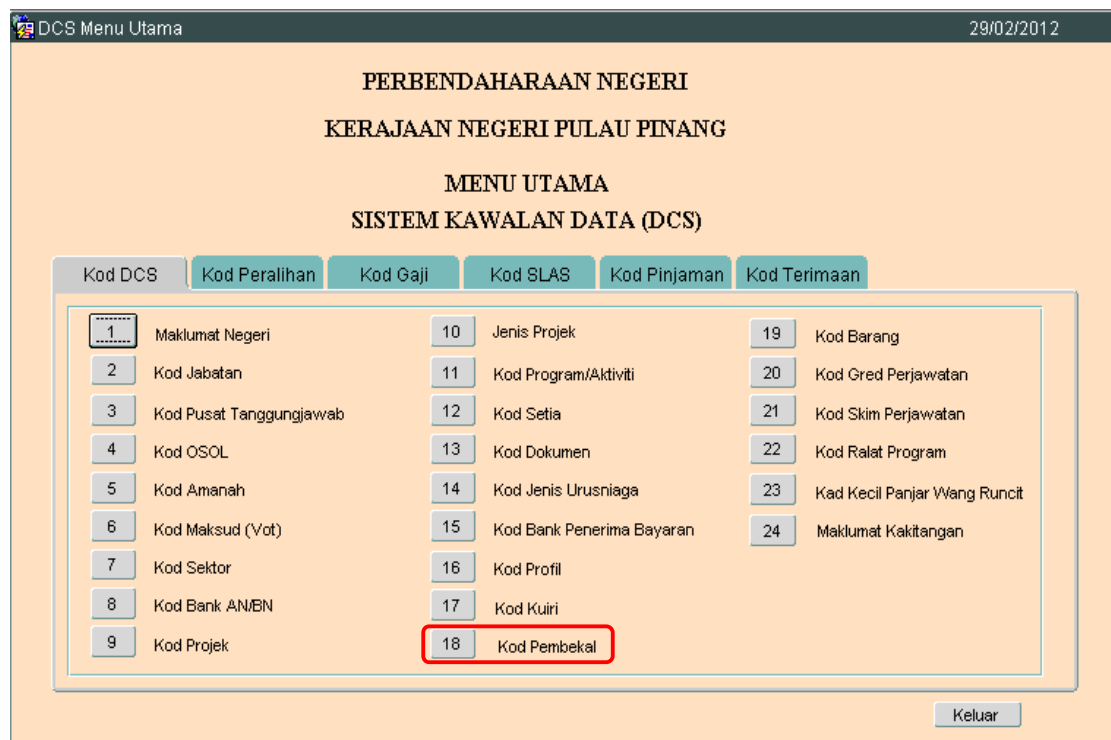 DCS Menu Utama 29/02/2012
PERBENDAHARAAN NEGERI
KERAJAAN NEGERI PULAU PINANG
MENU UTAMA
SISTEM KAWALAN DATA (DCS)
Kod DCS Kod Peralihan Kod Gaji Kod SLAS Kod Pinjaman Kod Terimaan
1 Maklumat Negeri
2 Kod Jabatan
3 Kod Pusat Tanggungjawab
4 Kod OSOL
5 Kod Amanah
6 Kod Maksud (Vot)
7 Kod Sektor
8 Kod Bank AN/BN
9 Kod Projek
10 Jenis Projek
11 Kod Program/Aktiviti
12 Kod Setia
13 Kod Dokumen
14 Kod Jenis Urusniaga
15 Kod Bank Penerima Bayaran
16 Kod Profil
17 Kod Kuiri
18 Kod Pembekal
19 Kod Barang
20 Kod Gred Perjawatan
21 Kod Skim Perjawatan
22 Kod Ralat Program
23 Kad Kecil Panjar Wang Runcit
24 Maklumat Kakitangan
Keluar